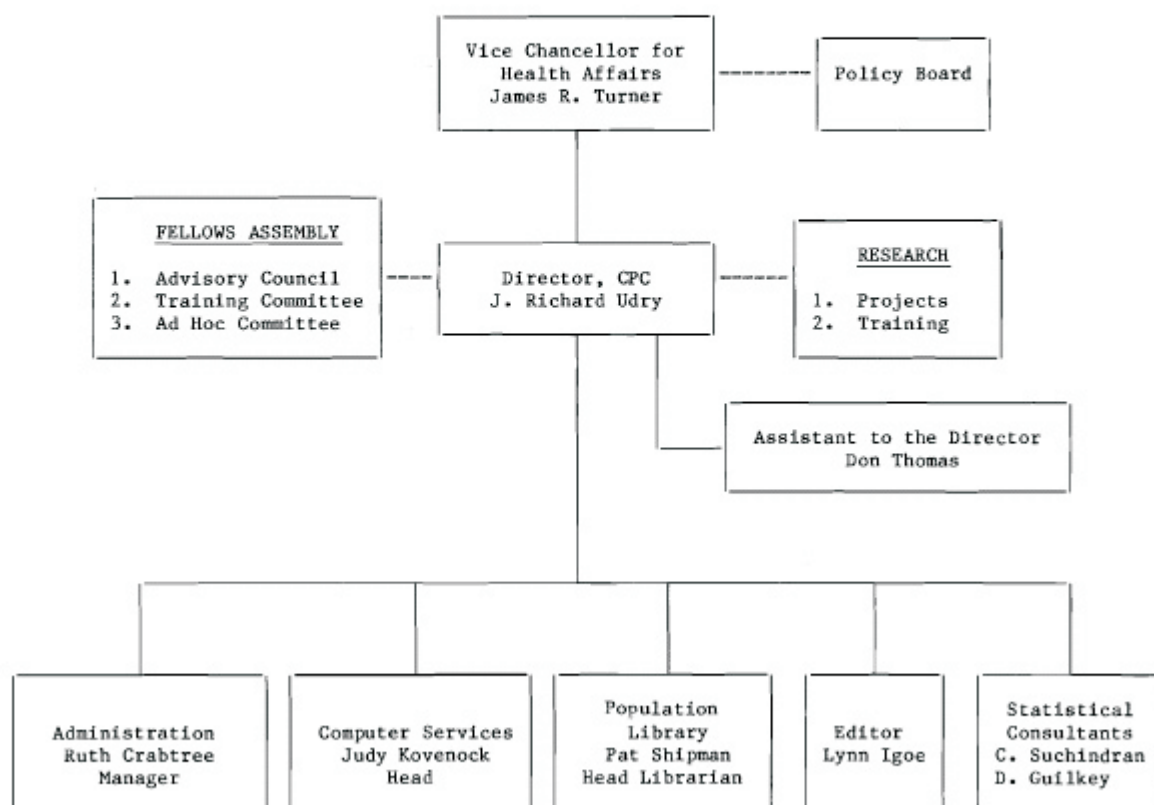 Vice Chancellor for
Health Affairs
James R. Turner
Policy Board
FELLOWS ASSEMBLY
1. Advisory Council
2. Training Committee
3. Ad Hoc Committee
Director, CPC
J. Richard Udry
RESEARCH
1. Projects
2. Training
Assistant to the Director
Don Thomas
Administration
Ruth Crabtree
Manager
Computer Services
Judy Kovenock
Head
Population
Library
Pat Shipman
Head Librarian
Editor
Lynn Igoe
Statistical
Consultants
C. Suchindran
D. Guilkey